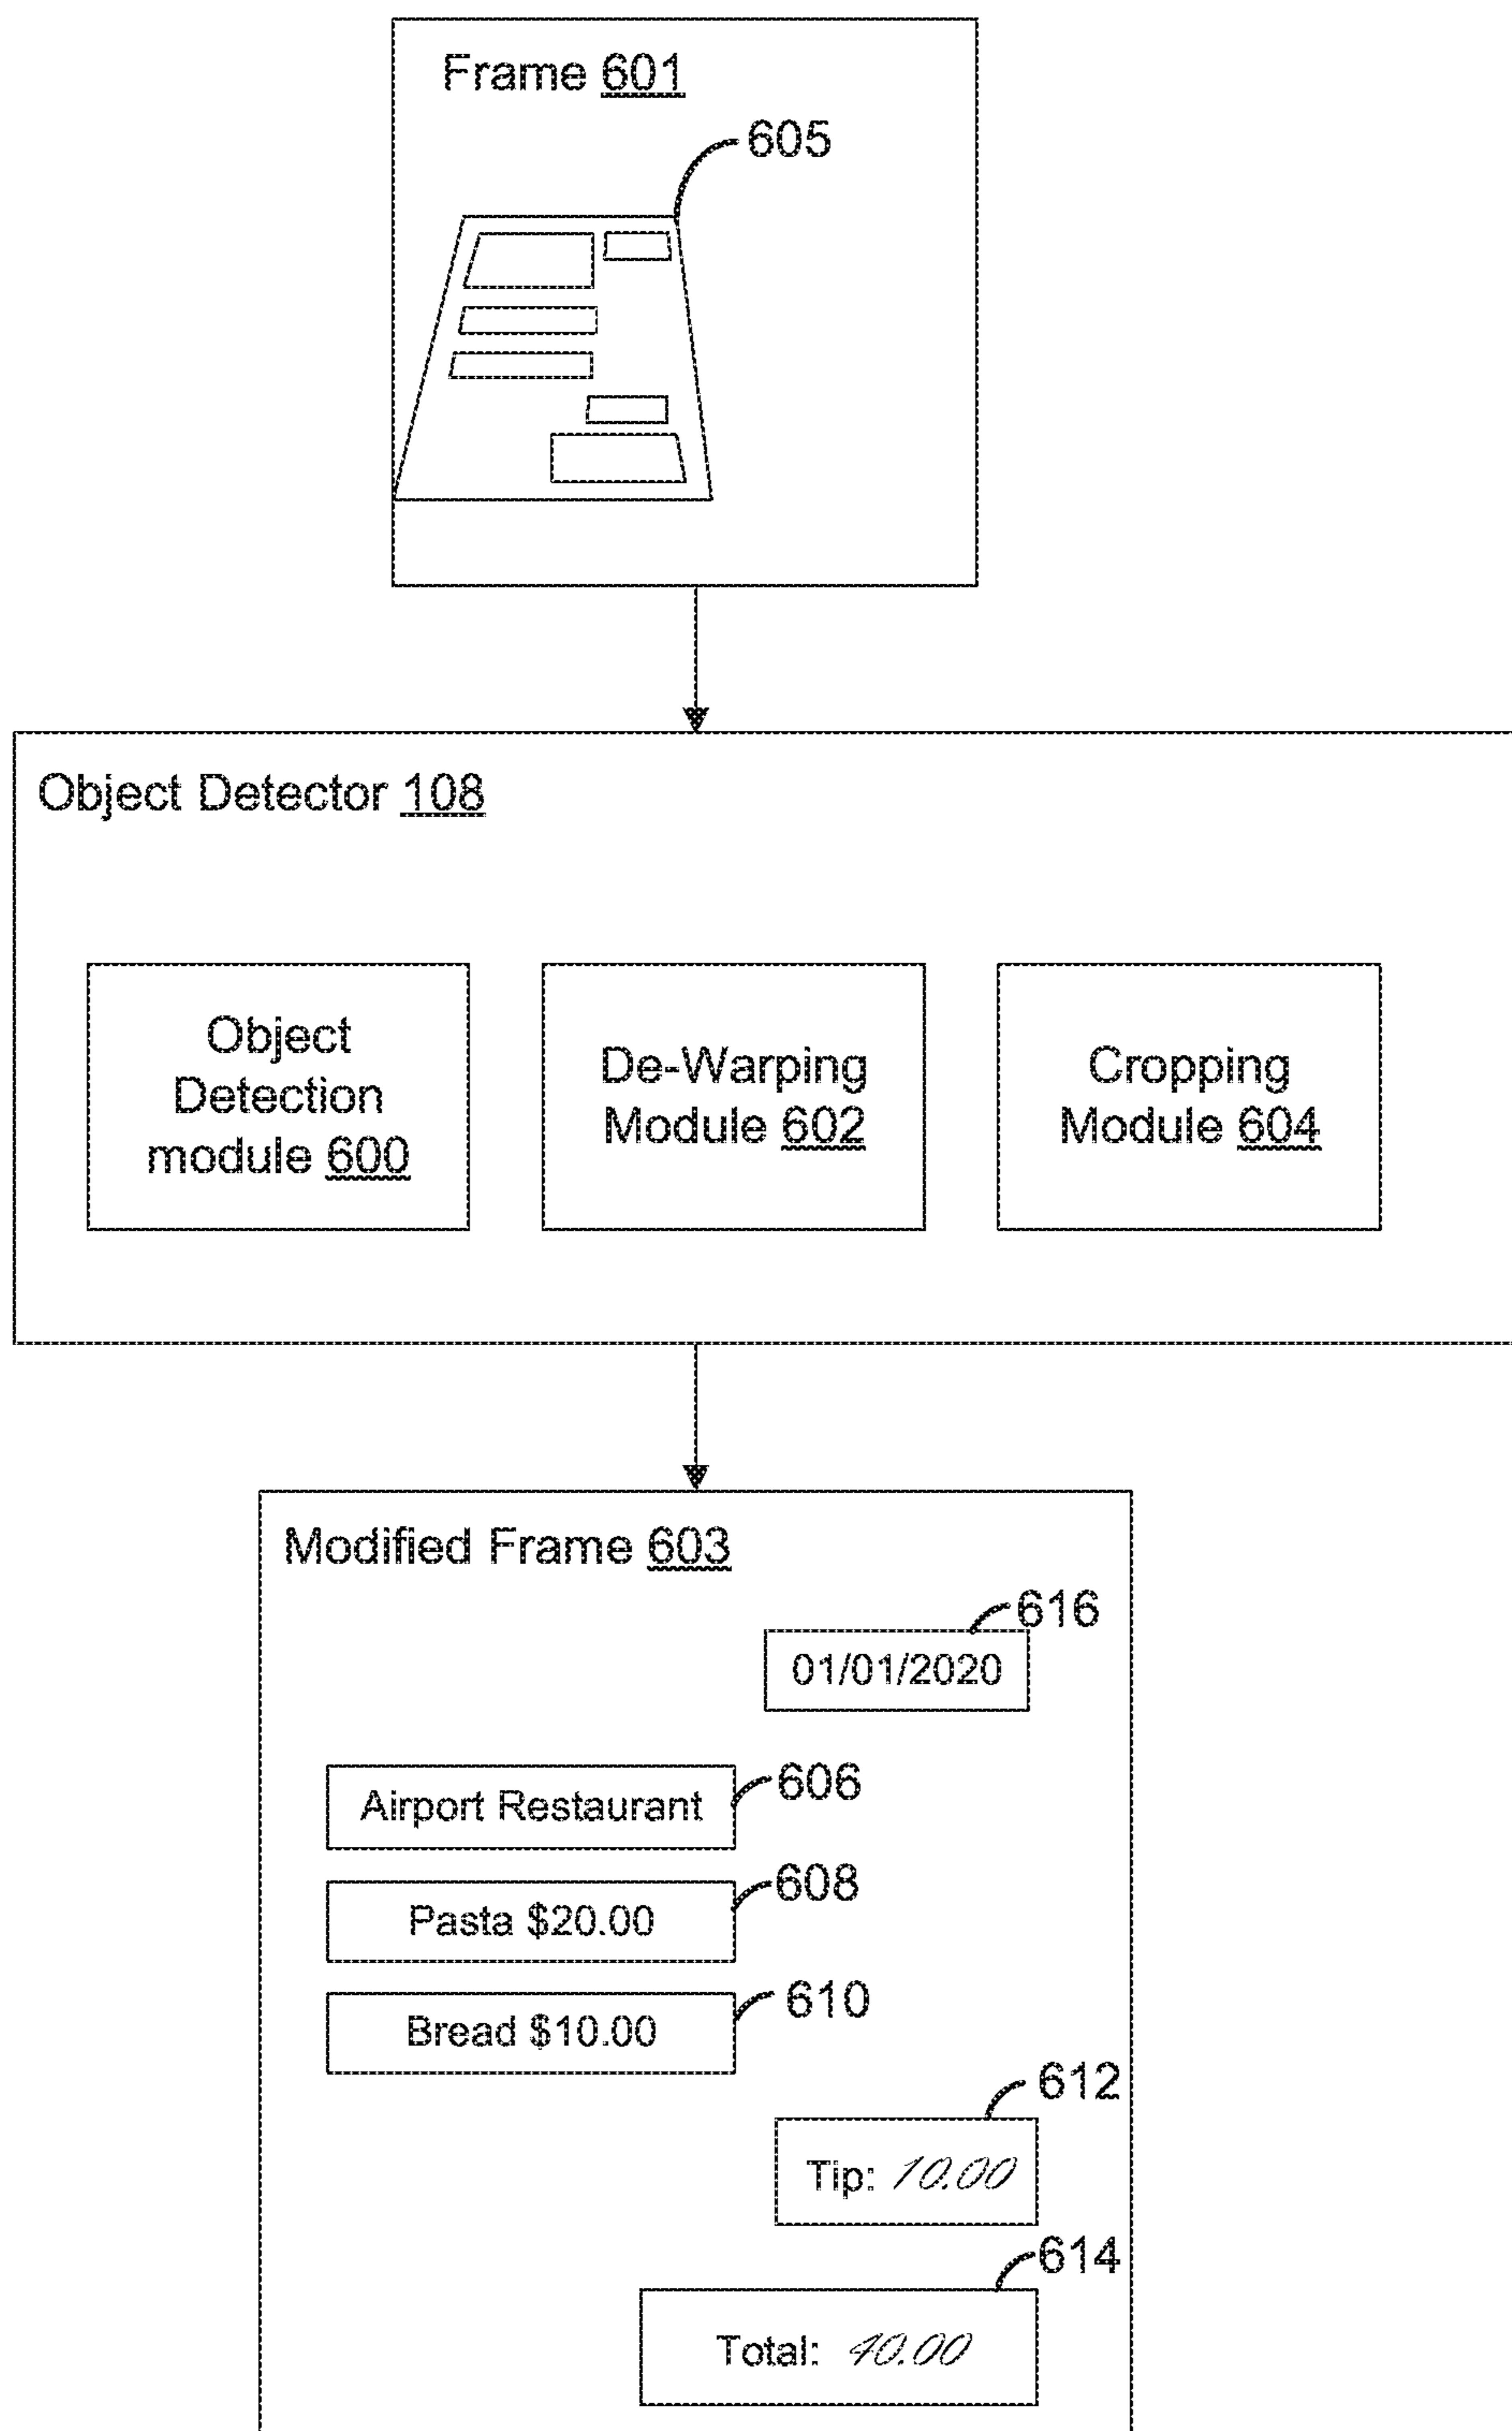 Frame 601
605
Object Detector 108
Object
Detection
module 600
De-Warping
Module 602
Cropping
Module 604
Modified Frame 603
616
01/01/2020
Airport Restaurant
606
Pasta $20.00
608
Bread $10.00
610
612
Tip: 10.00
614
Total: 40.00